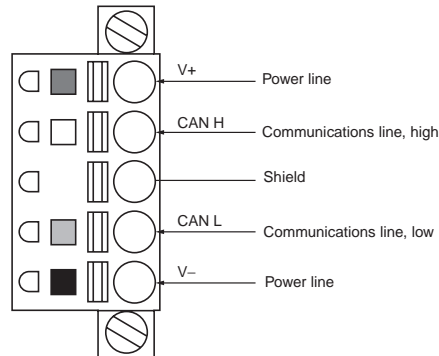 V+ Power line
CAN H Communications line, high
Shield
CAN L Communications line, low
V− Power line